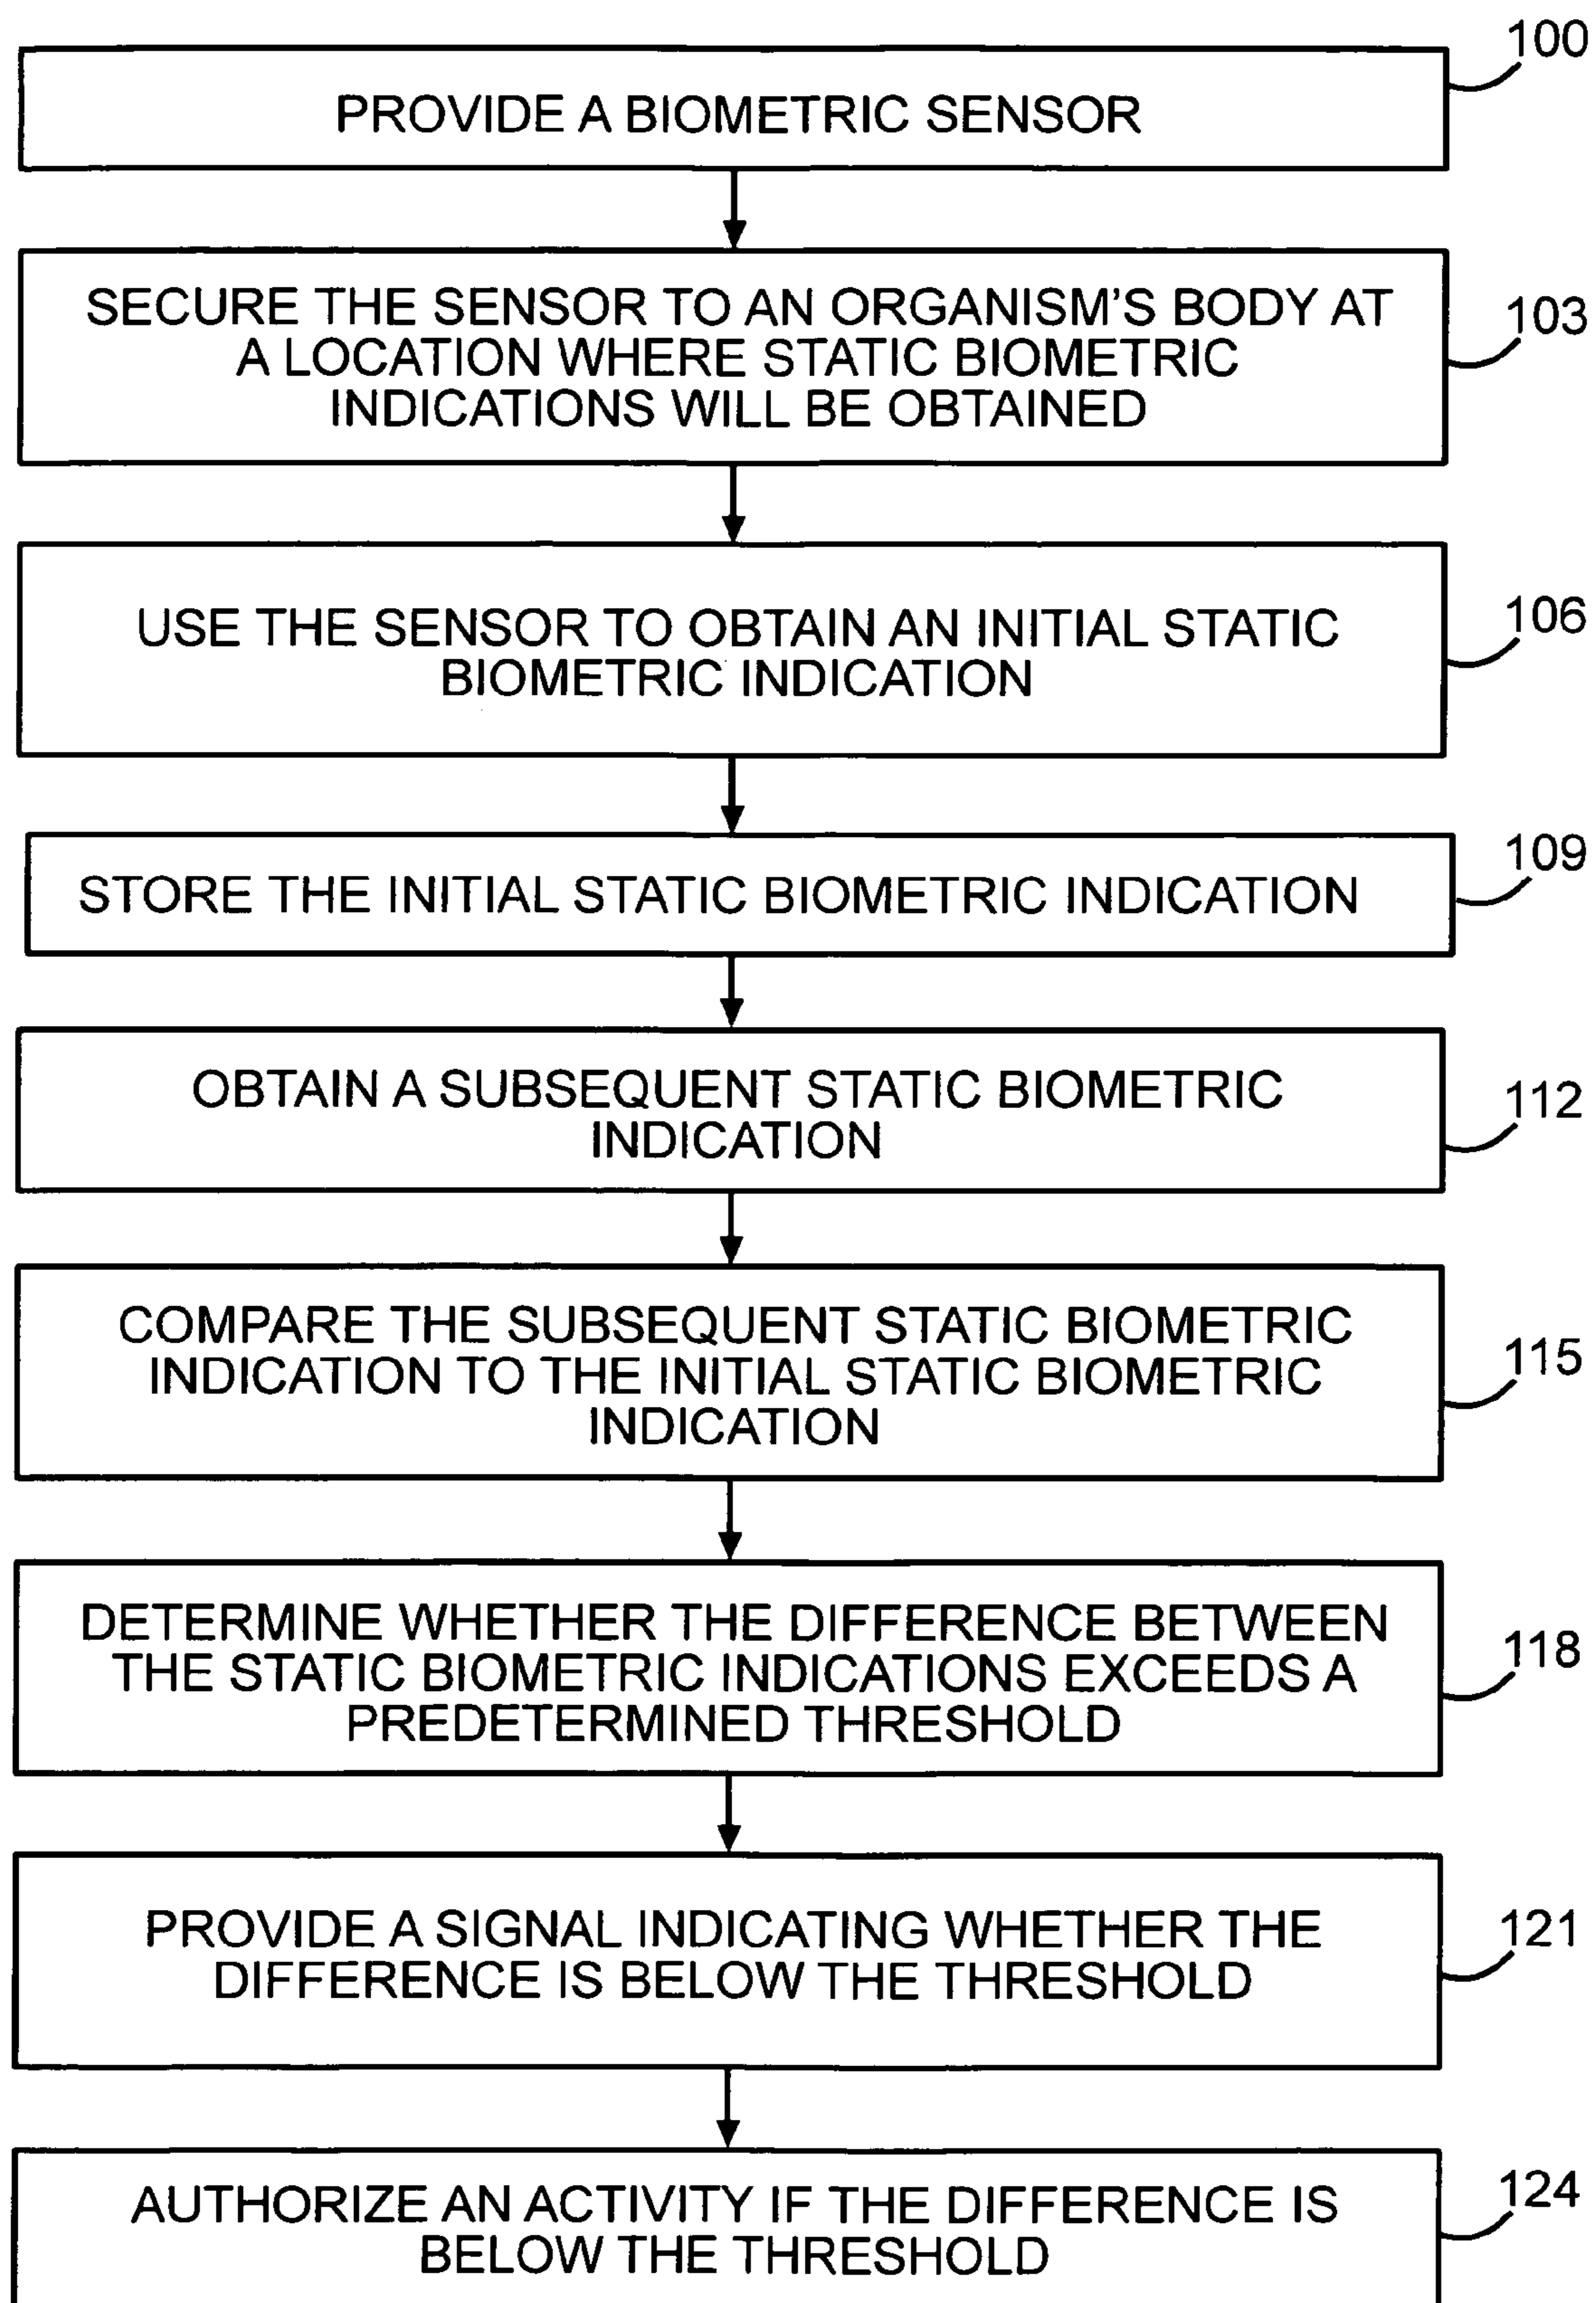 100
PROVIDE A BIOMETRIC SENSOR
SECURE THE SENSOR TO AN ORGANISM'S BODY AT
A LOCATION WHERE STATIC BIOMETRIC
INDICATIONS WILL BE OBTAINED
103
USE THE SENSOR TO OBTAIN AN INITIAL STATIC
BIOMETRIC INDICATION
106
STORE THE INITIAL STATIC BIOMETRIC INDICATION
109
OBTAIN A SUBSEQUENT STATIC BIOMETRIC
INDICATION
112
COMPARE THE SUBSEQUENT STATIC BIOMETRIC
INDICATION TO THE INITIAL STATIC BIOMETRIC
INDICATION
115
DETERMINE WHETHER THE DIFFERENCE BETWEEN
THE STATIC BIOMETRIC INDICATIONS EXCEEDS A
PREDETERMINED THRESHOLD
118
PROVIDE A SIGNAL INDICATING WHETHER THE
DIFFERENCE IS BELOW THE THRESHOLD
121
AUTHORIZE AN ACTIVITY IF THE DIFFERENCE IS
BELOW THE THRESHOLD
124